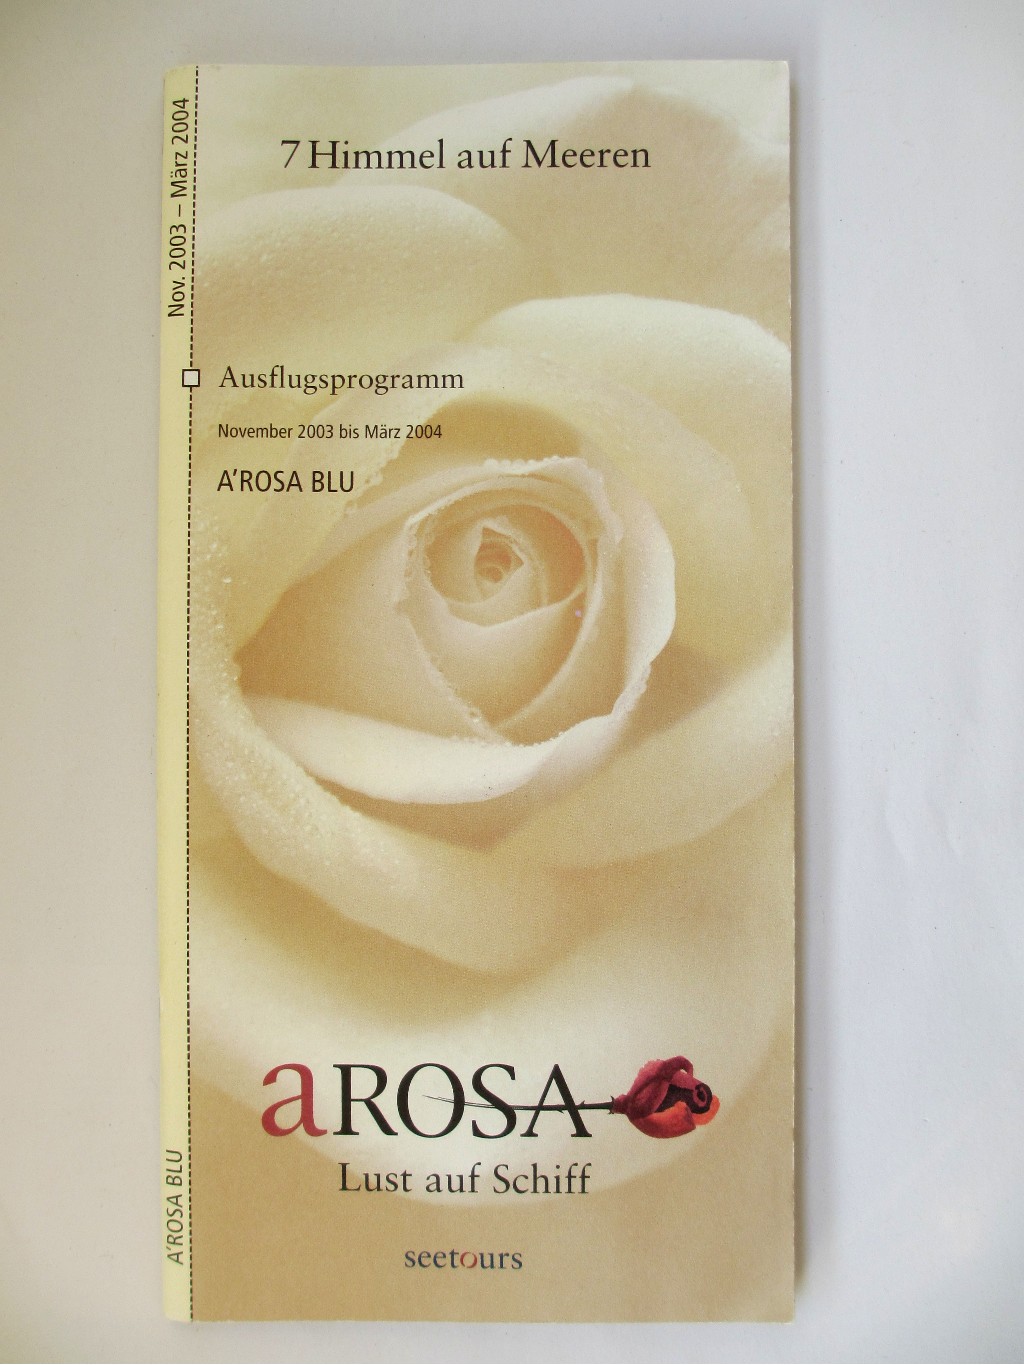 7 Himmel auf Meeren
Nov. 2003 – März 2004
Ausflugsprogramm
November 2003 bis März 2004
A'ROSA BLU
aROSA
Lust auf Schiff
seetours
A'ROSA BLU